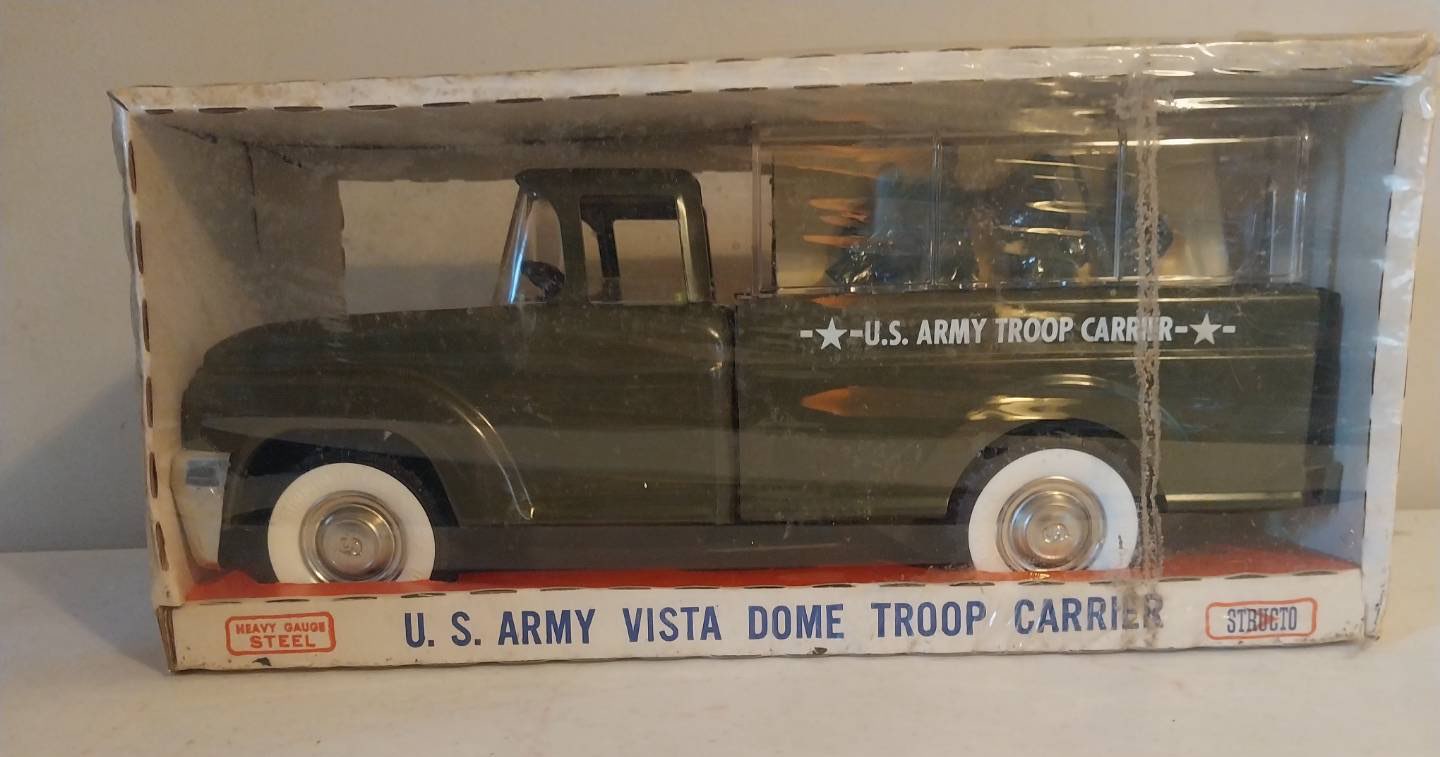 -★-U.S. ARMY TROOP CARRIER-★-
HEAVY GAUGE
STEEL
U. S. ARMY VISTA DOME TROOP CARRIER
STRUCTO